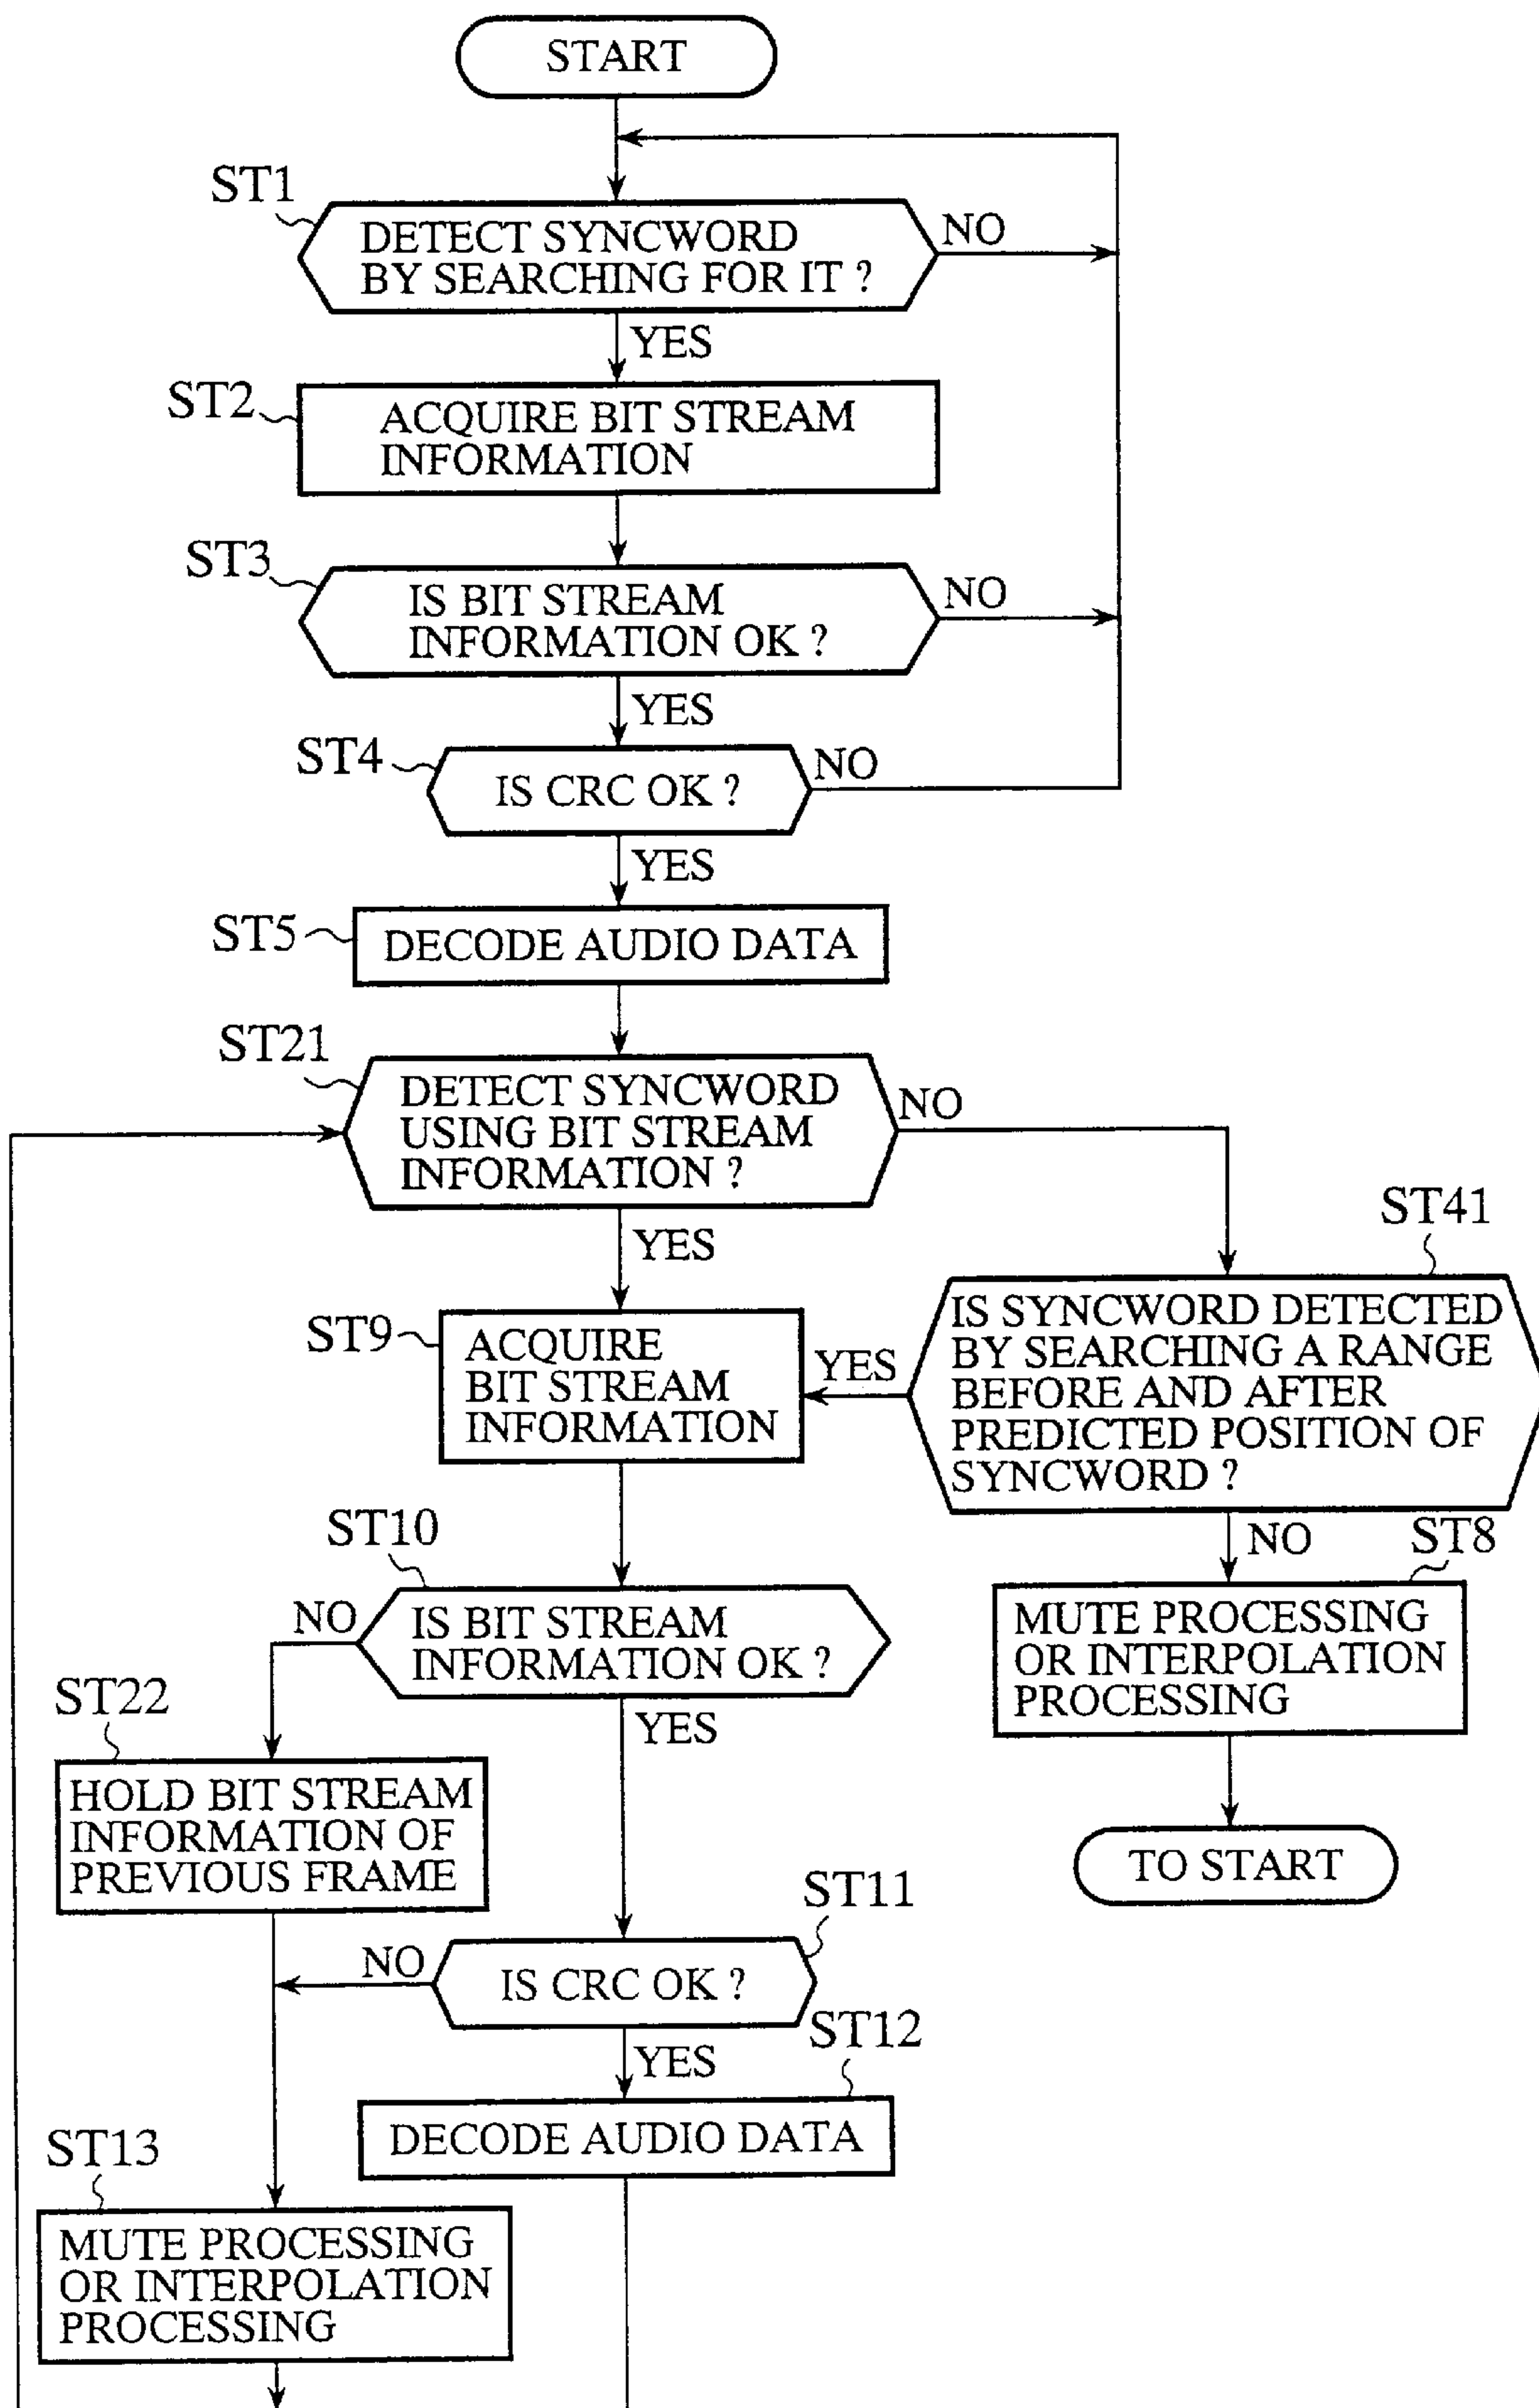 START
ST1
DETECT SYNCWORD
BY SEARCHING FOR IT ?
NO
YES
ST2
ACQUIRE BIT STREAM
INFORMATION
ST3
IS BIT STREAM
INFORMATION OK ?
NO
YES
ST4
IS CRC OK ?
NO
YES
ST5
DECODE AUDIO DATA
ST21
DETECT SYNCWORD
USING BIT STREAM
INFORMATION ?
NO
YES
ST41
IS SYNCWORD DETECTED
BY SEARCHING A RANGE
BEFORE AND AFTER
PREDICTED POSITION OF
SYNCWORD ?
YES
NO
ST9
ACQUIRE
BIT STREAM
INFORMATION
ST8
MUTE PROCESSING
OR INTERPOLATION
PROCESSING
TO START
ST10
IS BIT STREAM
INFORMATION OK ?
NO
YES
ST22
HOLD BIT STREAM
INFORMATION OF
PREVIOUS FRAME
ST11
IS CRC OK ?
NO
YES
ST12
DECODE AUDIO DATA
ST13
MUTE PROCESSING
OR INTERPOLATION
PROCESSING